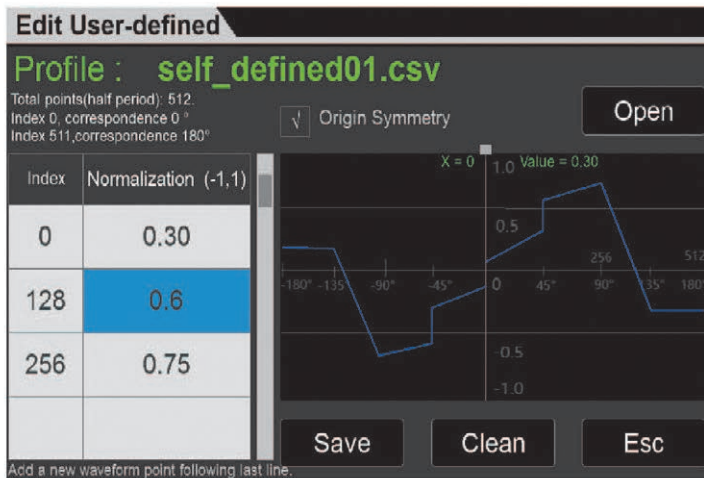 Edit User-defined
Profile : self_defined01.csv
Total points(half period): 512.
Index 0, correspondence 0 °
Index 511,correspondence 180°
√ Origin Symmetry
Open
Index Normalization (-1,1)
0 0.30
128 0.6
256 0.75
X = 0 1.0 Value = 0.30
0.5
256 512
-180° -135° -90° -45° 0 45° 90° 135° 180°
-0.5
-1.0
Save Clean Esc
Add a new waveform point following last line.